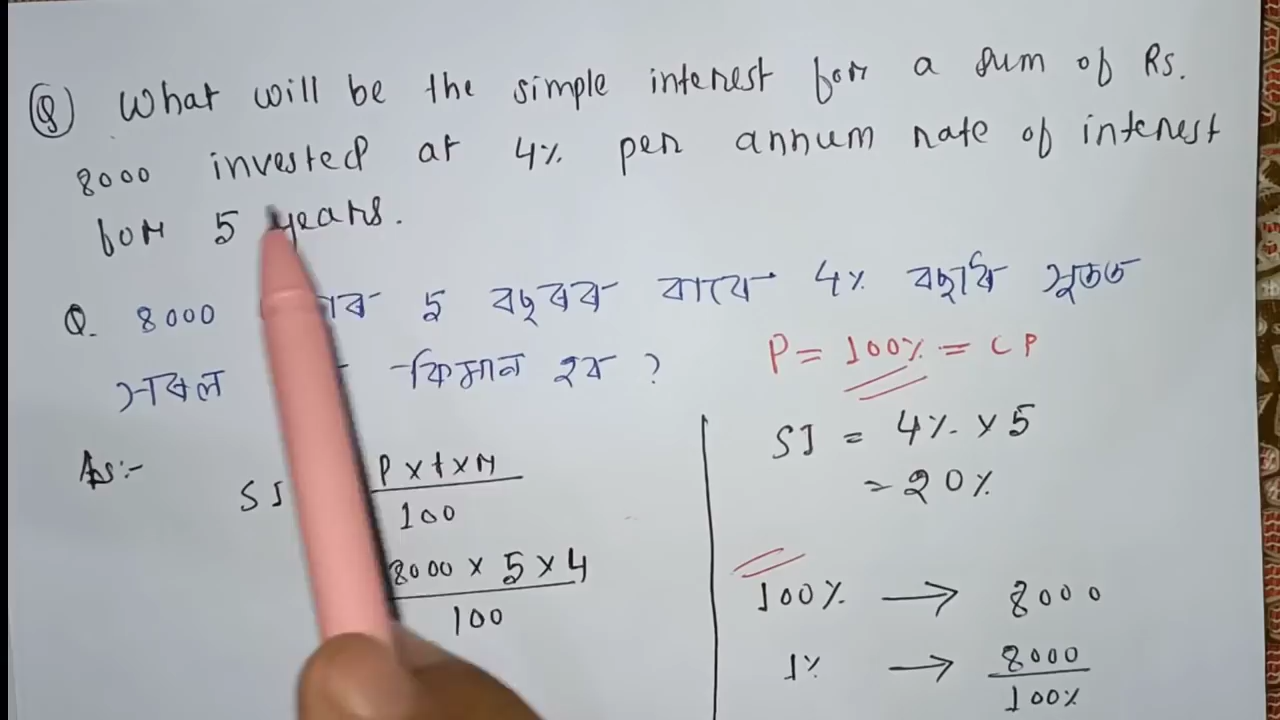 Q What will be the simple interest for a sum of Rs.
8000 invested at 4% per annum rate of interest
for 5 years.
Q. 8000 5 বছৰৰ বাবে 4% বছৰি সুতত
সৰল কিমান হব ?
P = 100% = CP
Ans:-
SI P x t x r
100
8000 x 5 x 4
100
SI = 4% x 5
= 20%
100% → 8000
1% → 8000
100%